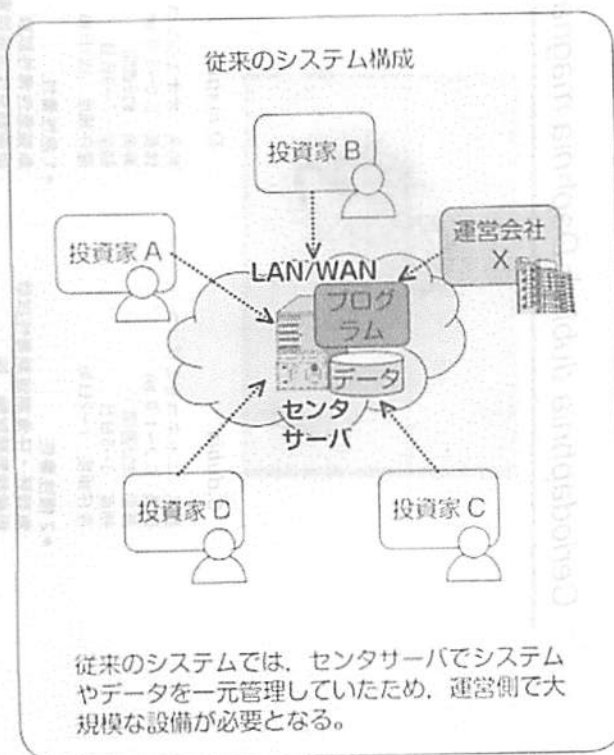 従来のシステム構成
投資家 B
投資家 A
運営会社
X
LAN/WAN
プログ
ラム
データ
センタ
サーバ
投資家 D
投資家 C
従来のシステムでは，センタサーバでシステム
やデータを一元管理していたため，運営側で大
規模な設備が必要となる。